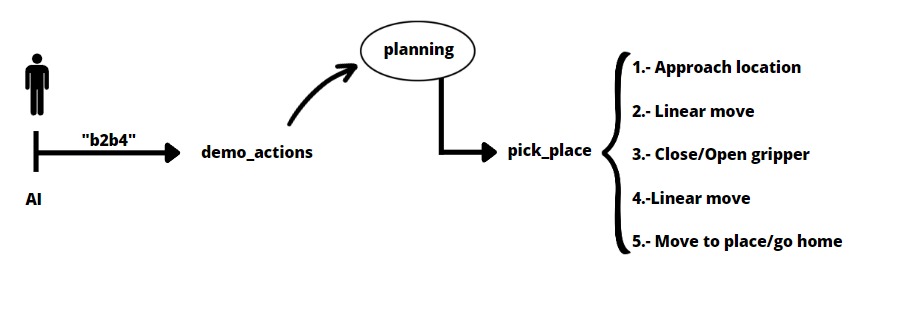 planning
"b2b4"
demo_actions
AI
pick_place
1.- Approach location
2.- Linear move
3.- Close/Open gripper
4.-Linear move
5.- Move to place/go home